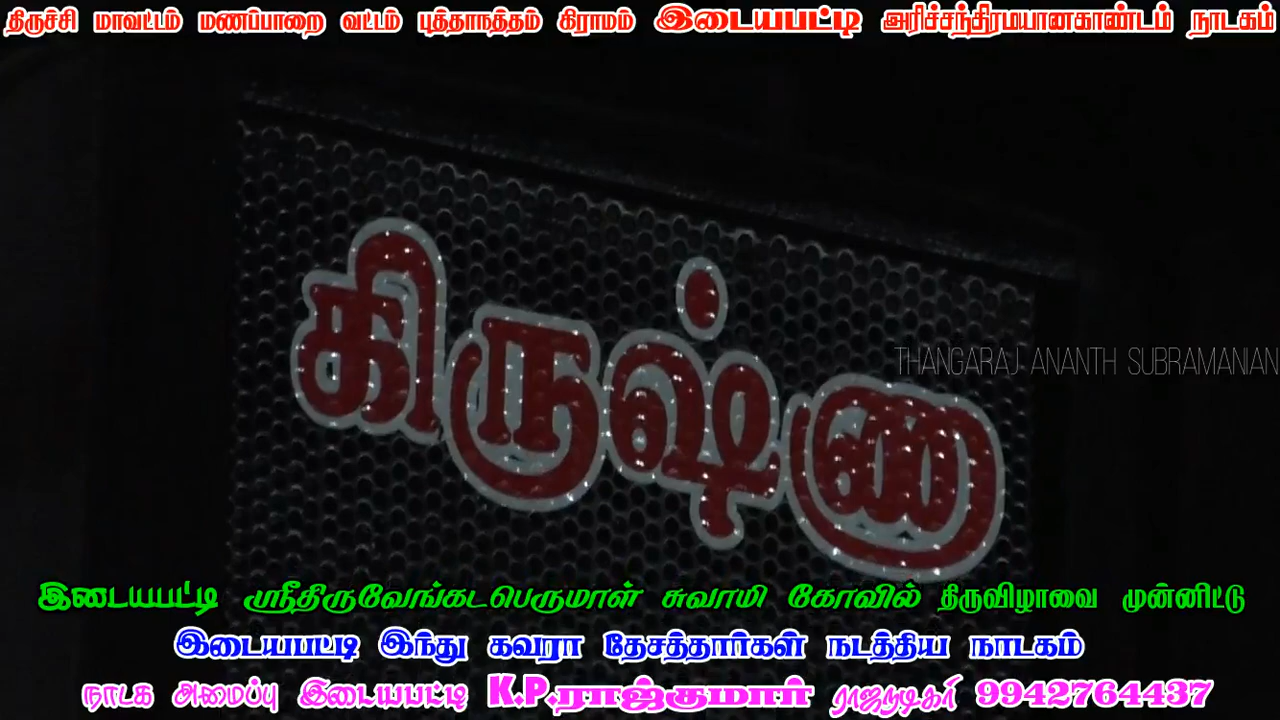 திருச்சி மாவட்டம் மணப்பாறை வட்டம் புத்தாநத்தம் கிராமம் இடையபட்டி அரிச்சந்திரமயானகாண்டம் நாடகம்
கிருஷ்ண
THANGARAJ ANANTH SUBRAMANIAN
இடையபட்டி ஸ்ரீதிருவேங்கடபெருமாள் சுவாமி கோவில் திருவிழாவை முன்னிட்டு
இடையபட்டி இந்து கவரா தேசத்தார்கள் நடத்திய நாடகம்
நாடக அமைப்பு இடையபட்டி K.P.ராஜ்குமார் ராஜநடிகர் 9942764437